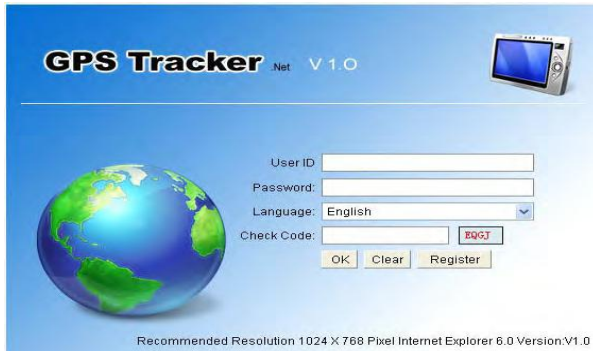 GPS Tracker .Net V 1.0
User ID
Password:
Language: English
Check Code: EQGJ
OK Clear Register
Recommended Resolution 1024 X 768 Pixel Internet Explorer 6.0 Version:V1.0